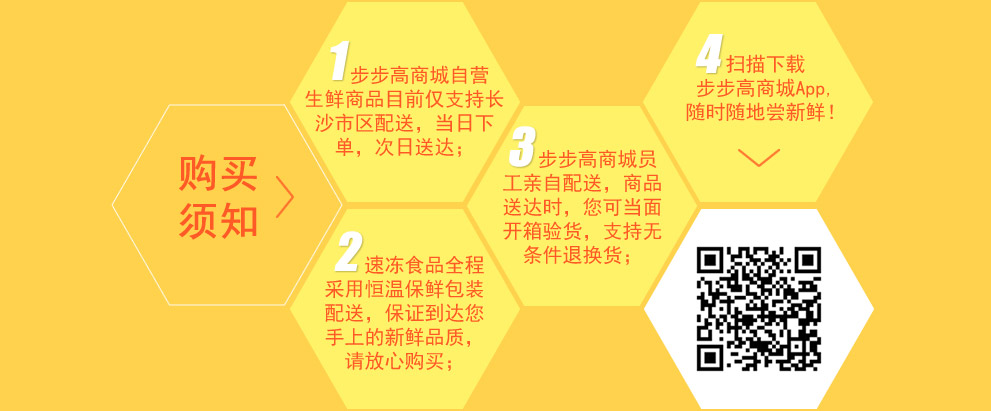 购买
须知
1 步步高商城自营
生鲜商品目前仅支持长
沙市区配送，当日下
单，次日送达；
2 速冻食品全程
采用恒温保鲜包装
配送，保证到达您
手上的新鲜品质，
请放心购买；
3 步步高商城员
工亲自配送，商品
送达时，您可当面
开箱验货，支持无
条件退换货；
4 扫描下载
步步高商城App,
随时随地尝新鲜！